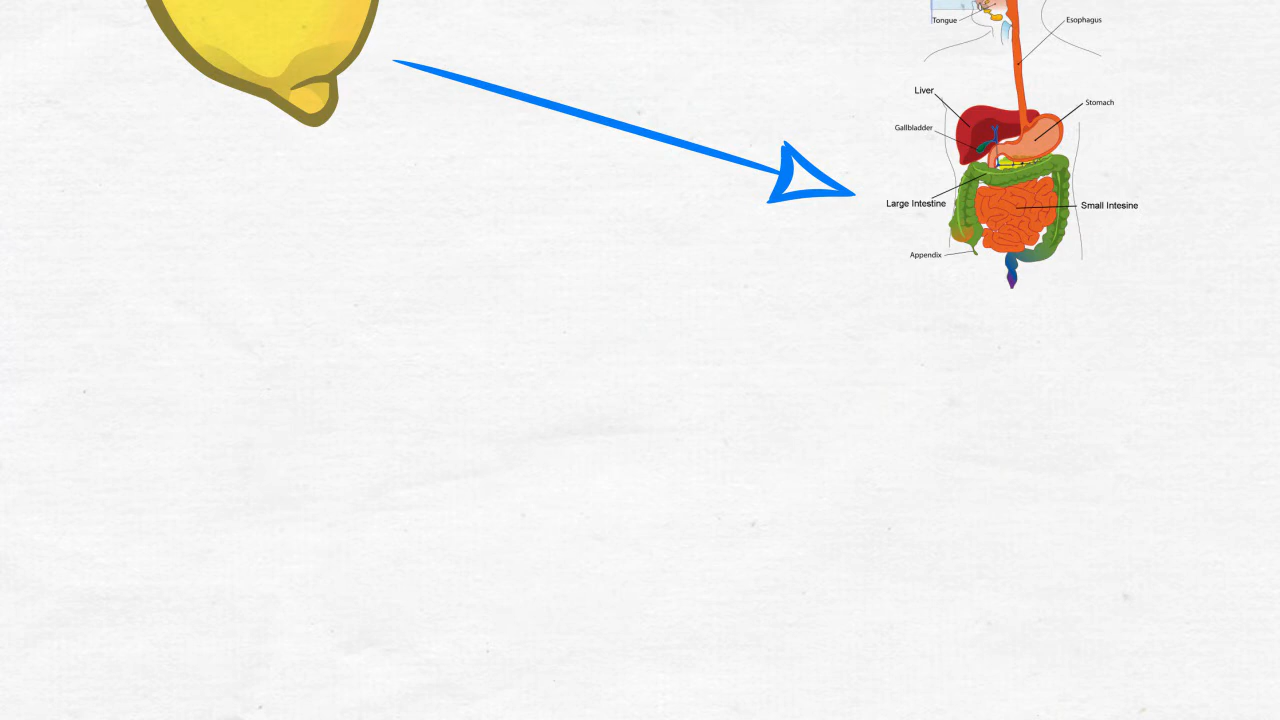 Tongue
Esophagus
Liver
Stomach
Gallbladder
Large Intestine
Small Intesine
Appendix